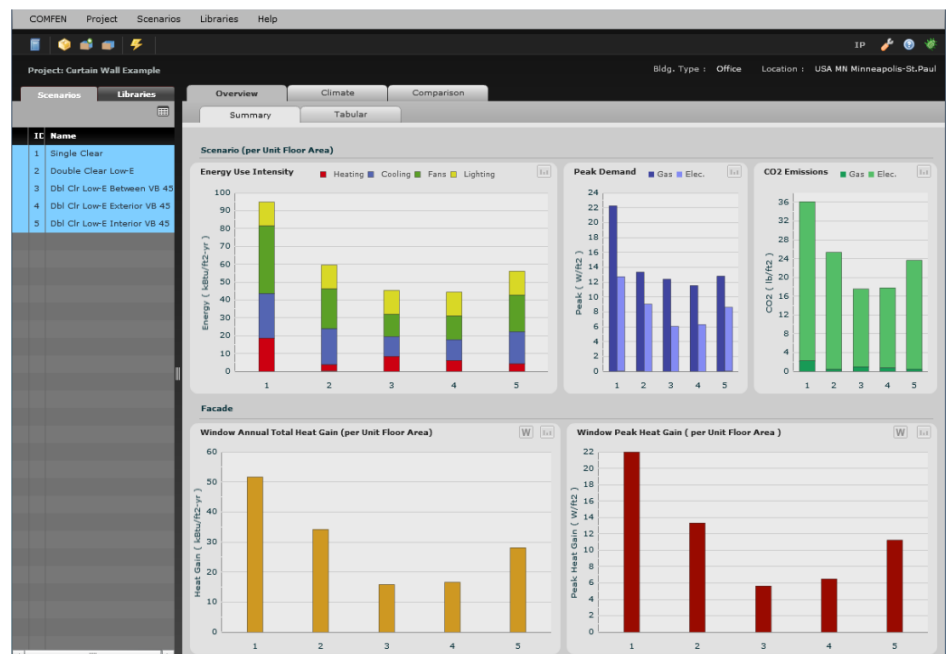 COMFEN Project Scenarios Libraries Help
IP
Project: Curtain Wall Example
Bldg. Type : Office Location : USA MN Minneapolis-St.Paul
Scenarios Libraries
Overview Climate Comparison
Summary Tabular
ID Name
1 Single Clear
2 Double Clear Low-E
3 Dbl Clr Low-E Between VB 45
4 Dbl Clr Low-E Exterior VB 45
5 Dbl Clr Low-E Interior VB 45
Scenario (per Unit Floor Area)
Energy Use Intensity Heating Cooling Fans Lighting
100
90
80
70
60
50
40
30
20
10
0
Energy ( kBtu/ft2-yr )
1 2 3 4 5
Peak Demand Gas Elec.
24
22
20
18
16
14
12
10
8
6
4
2
0
Peak ( W/ft2 )
1 2 3 4 5
CO2 Emissions Gas Elec.
36
32
28
24
20
16
12
8
4
0
CO2 ( lb/ft2 )
1 2 3 4 5
Facade
Window Annual Total Heat Gain (per Unit Floor Area) W
60
50
40
30
20
10
0
Heat Gain ( kBtu/ft2-yr )
1 2 3 4 5
Window Peak Heat Gain ( per Unit Floor Area ) W
22
20
18
16
14
12
10
8
6
4
2
0
Peak Heat Gain ( W/ft2 )
1 2 3 4 5